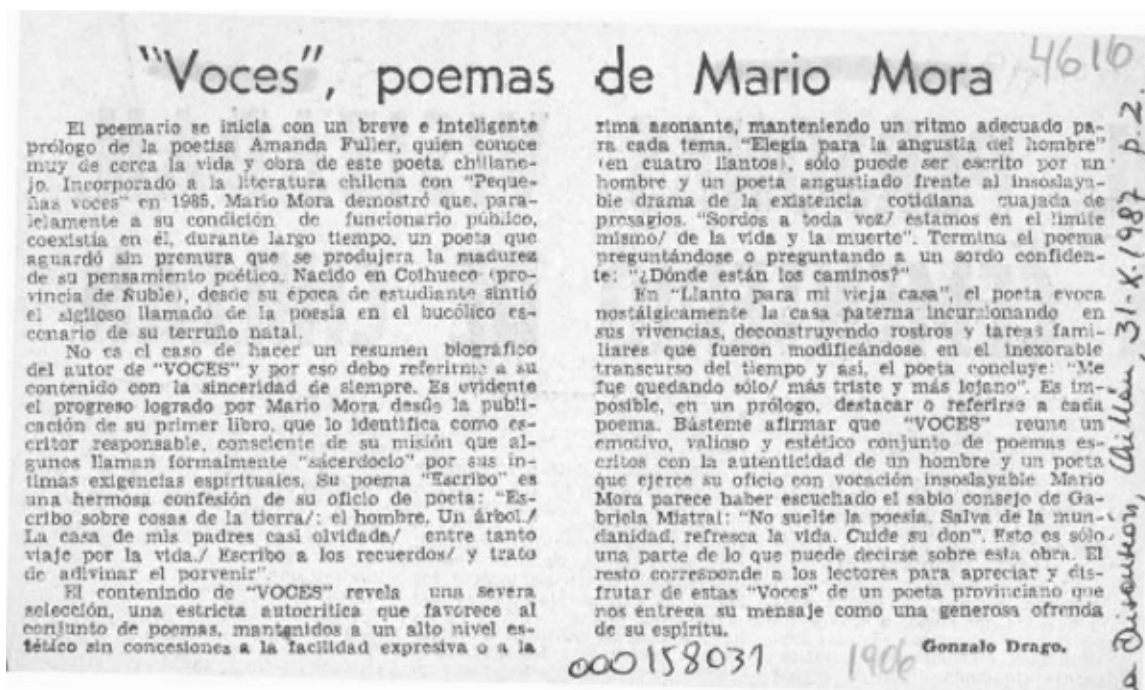 4616
"Voces", poemas de Mario Mora
El poemario se inicia con un breve e inteligente
prólogo de la poetisa Amanda Fuller, quien conoce
muy de cerca la vida y obra de este poeta chillane-
jo. Incorporado a la literatura chilena con "Peque-
ñas voces" en 1985, Mario Mora demostró que, para-
lelamente a su condición de funcionario público,
coexistía en él, durante largo tiempo, un poeta que
aguardó sin premura que se produjera la madurez
de su pensamiento poético. Nacido en Coihueco (pro-
vincia de Ñuble), desde su época de estudiante sintió
el sigiloso llamado de la poesía en el bucólico es-
cenario de su terruño natal.
No es el caso de hacer un resumen biográfico
del autor de "VOCES" y por eso debo referirme a su
contenido con la sinceridad de siempre. Es evidente
el progreso logrado por Mario Mora desde la publi-
cación de su primer libro, que lo identifica como es-
critor responsable, consciente de su misión que al-
gunos llaman formalmente "sacerdocio" por sus ín-
timas exigencias espirituales. Su poema "Escribo" es
una hermosa confesión de su oficio de poeta: "Es-
cribo sobre cosas de la tierra/: el hombre. Un árbol./
La casa de mis padres casi olvidada/ entre tanto
viaje por la vida./ Escribo a los recuerdos/ y trato
de adivinar el porvenir".
El contenindo de "VOCES" revela una severa
selección, una estricta autocrítica que favorece al
conjunto de poemas, mantenidos a un alto nivel es-
tético sin concesiones a la facilidad expresiva o a la
rima asonante, manteniendo un ritmo adecuado pa-
ra cada tema. "Elegía para la angustia del hombre"
(en cuatro llantos), sólo puede ser escrito por un
hombre y un poeta angustiado frente al insoslaya-
ble drama de la existencia cotidiana cuajada de
presagios. "Sordos a toda voz/ estamos en el límite
mismo/ de la vida y la muerte". Termina el poema
preguntándose o preguntando a un sordo confiden-
te: "¿Dónde están los caminos?"
En "Llanto para mi vieja casa", el poeta evoca
nostálgicamente la casa paterna incursionando en
sus vivencias, deconstruyendo rostros y tareas fami-
liares que fueron modificándose en el inexorable
transcurso del tiempo y así, el poeta concluye: "Me
fue quedando sólo/ más triste y más lejano". Es im-
posible, en un prólogo, destacar o referirse a cada
poema. Básteme afirmar que "VOCES" reune un
emotivo, valioso y estético conjunto de poemas es-
critos con la autenticidad de un hombre y un poeta
que ejerce su oficio con vocación insoslayable. Mario
Mora parece haber escuchado el sabio consejo de Ga-
briela Mistral: "No suelte la poesía. Salva de la mun-
danidad, refresca la vida. Cuide su don". Esto es sólo
una parte de lo que puede decirse sobre esta obra. El
resto corresponde a los lectores para apreciar y dis-
frutar de estas "Voces" de un poeta provinciano que
nos entrega su mensaje como una generosa ofrenda
de su espíritu.
Gonzalo Drago.
000158031
1906
a Discusión, Chillán, 31-X-1987 p.2.